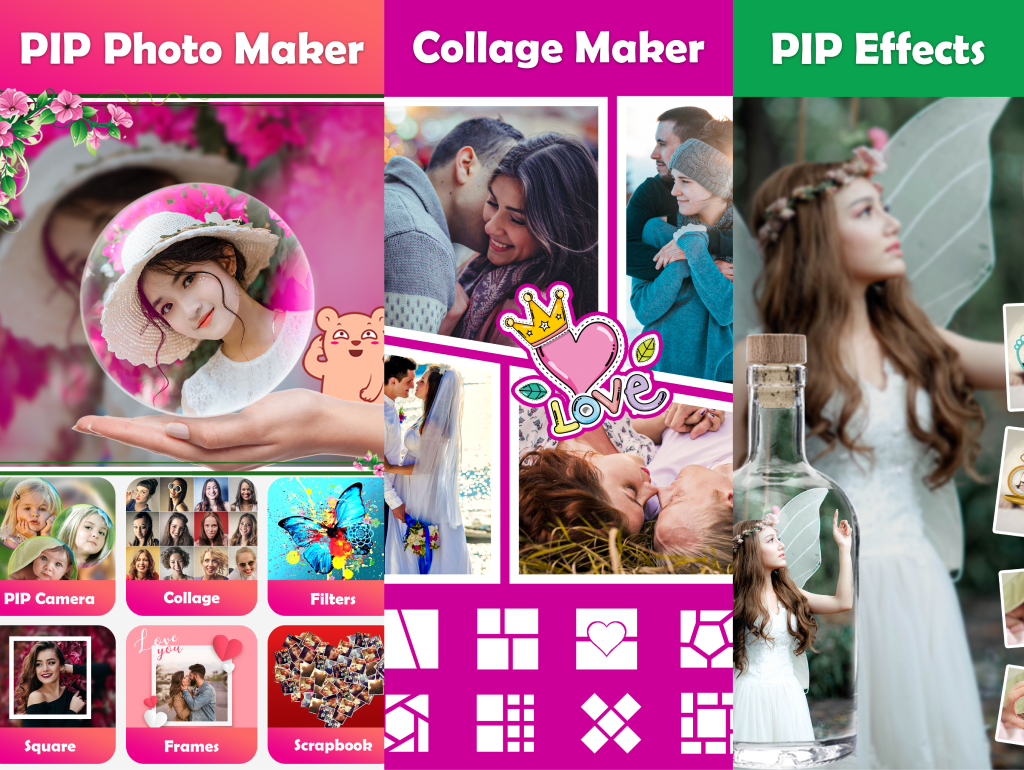 PIP Photo Maker
Collage Maker
PIP Effects
LOVE
PIP Camera
Collage
Filters
Love
you
Square
Frames
Scrapbook